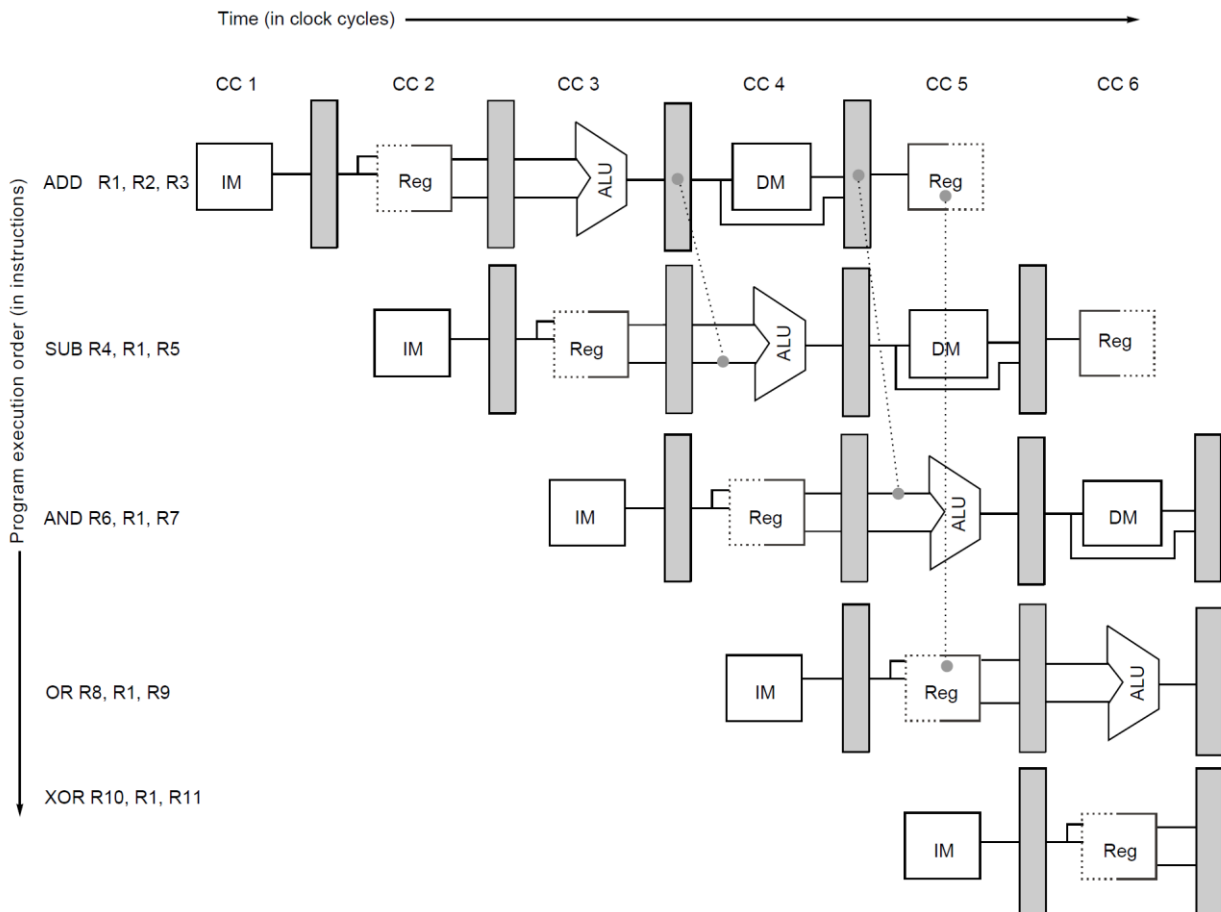 Time (in clock cycles)
CC 1 CC 2 CC 3 CC 4 CC 5 CC 6
Program execution order (in instructions)
ADD R1, R2, R3 IM Reg ALU DM Reg
SUB R4, R1, R5 IM Reg ALU DM Reg
AND R6, R1, R7 IM Reg ALU DM
OR R8, R1, R9 IM Reg ALU
XOR R10, R1, R11
IM Reg